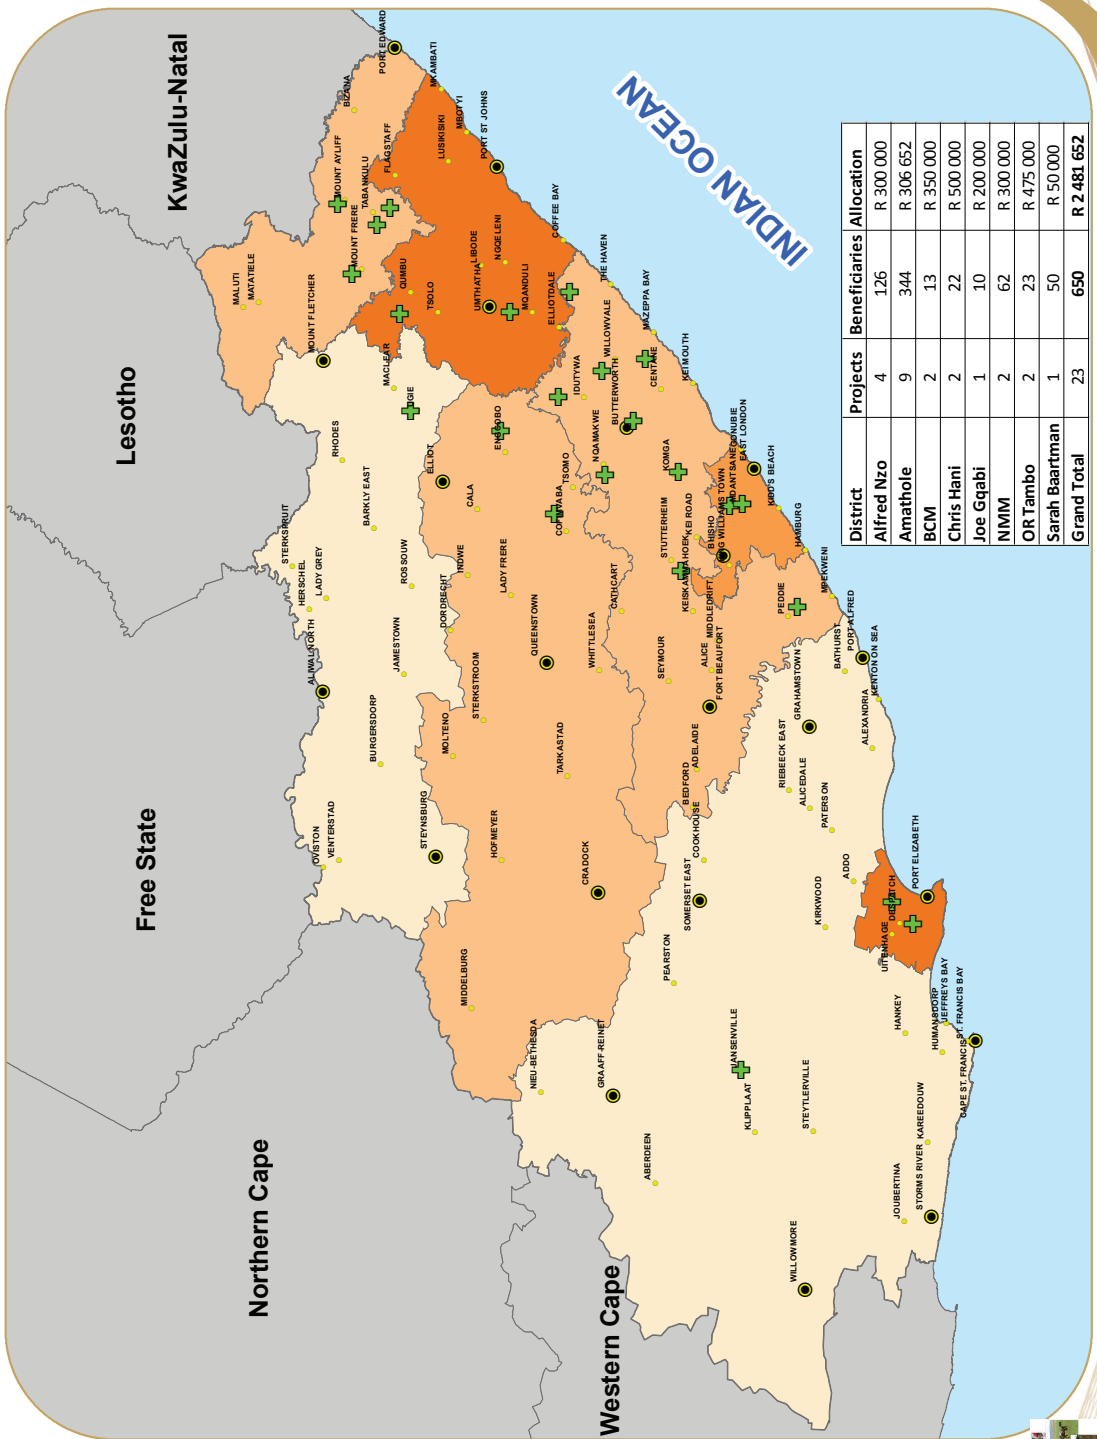 KwaZulu-Natal
Lesotho
Free State
Northern Cape
Western Cape
INDIAN OCEAN
PORT EDWARD
BIZANA
MKAMBATI
MOUNT AYLIFF
FLAGSTAFF
LUSIKISIKI
MBOTYI
TABANKULU
PORT ST JOHNS
MOUNT FRERE
MALUTI
MATATIELE
QUMBU
LIBODE
NGQELENI
COFFEE BAY
MOUNT FLETCHER
TSOLO
UMTHATHA
MQANDULI
ELLIOTDALE
THE HAVEN
MACLEAR
UGIE
WILLOWVALE
MAZEPPA BAY
IDUTYWA
BUTTERWORTH
CENTANE
KEI MOUTH
RHODES
ELLIOT
ENGCOBO
NQAMAKWE
KOMGA
GONUBIE
EAST LONDON
CALA
TSOMO
COFIMVABA
KIDD'S BEACH
BARKLY EAST
STERKSPRUIT
HERSCHEL
LADY GREY
ROSSOUW
INDWE
LADY FRERE
STUTTERHEIM
KEI ROAD
BHISHO
HAMBURG
CATHCART
MIDDLEDRIFT
PEDDIE
MPEKWENI
DORDRECHT
ALIWAL NORTH
JAMESTOWN
QUEENSTOWN
WHITTLESEA
SEYMOUR
ALICE
FORT BEAUFORT
BATHURST
PORT ALFRED
KENTON ON SEA
STERKSTROOM
MOLTENO
BURGERSDORP
TARKASTAD
ADELAIDE
BEDFORD
GRAHAMSTOWN
RIEBEECK EAST
ALICEDALE
ALEXANDRIA
PATERSON
OVISTON
VENTERSTAD
STEYNSBURG
HOFMEYER
CRADOCK
COOKHOUSE
SOMERSET EAST
ADDO
KIRKWOOD
PORT ELIZABETH
DESPATCH
UITENHAGE
MIDDELBURG
PEARSTON
NIEU-BETHESDA
GRAAFF-REINET
JANSENVILLE
KLIPPLAAT
STEYTLERVILLE
HANKEY
HUMANSDORP
JEFFREYS BAY
ST. FRANCIS BAY
CAPE ST. FRANCIS
ABERDEEN
KAREEDOUW
STORMS RIVER
JOUBERTINA
WILLOWMORE
District Projects Beneficiaries Allocation
Alfred Nzo 4 126 R 300 000
Amathole 9 344 R 306 652
BCM 2 13 R 350 000
Chris Hani 2 22 R 500 000
Joe Gqabi 1 10 R 200 000
NMM 2 62 R 300 000
OR Tambo 2 23 R 475 000
Sarah Baartman 1 50 R 50 000
Grand Total 23 650 R 2 481 652